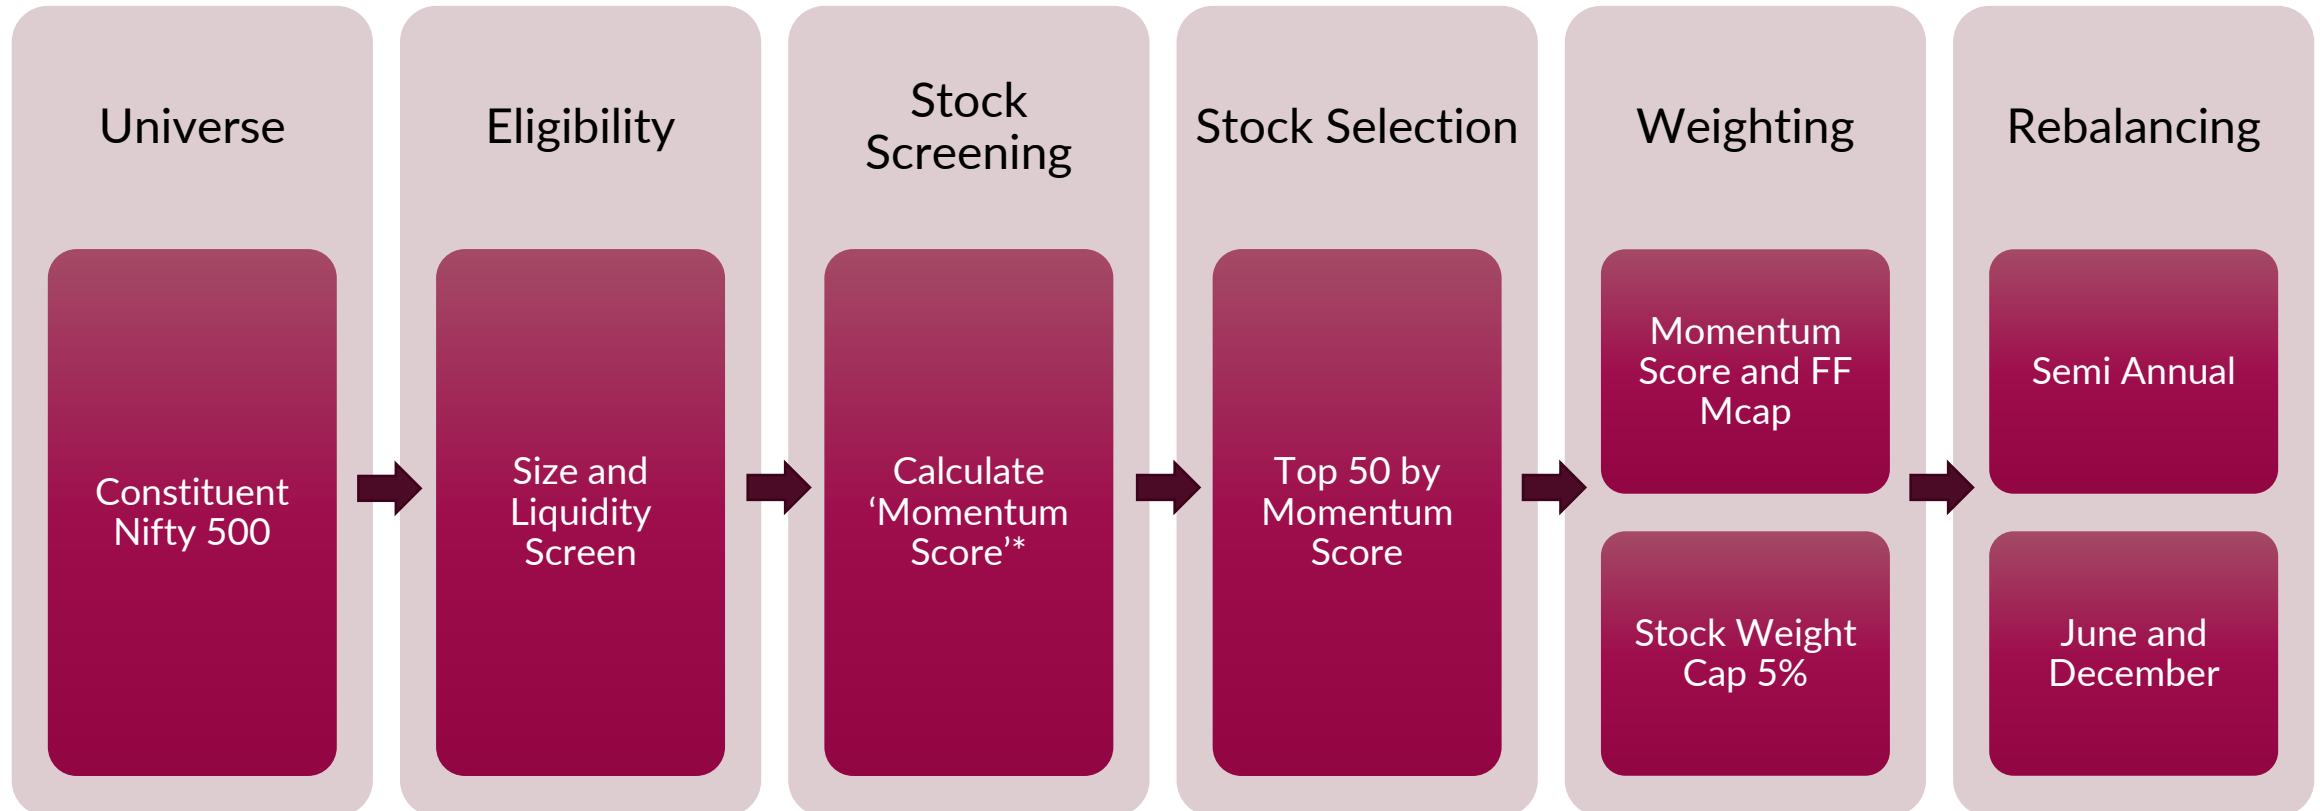 Universe
Constituent
Nifty 500
Eligibility
Size and
Liquidity
Screen
Stock
Screening
Calculate
‘Momentum
Score’*
Stock Selection
Top 50 by
Momentum
Score
Weighting
Momentum
Score and FF
Mcap
Stock Weight
Cap 5%
Rebalancing
Semi Annual
June and
December